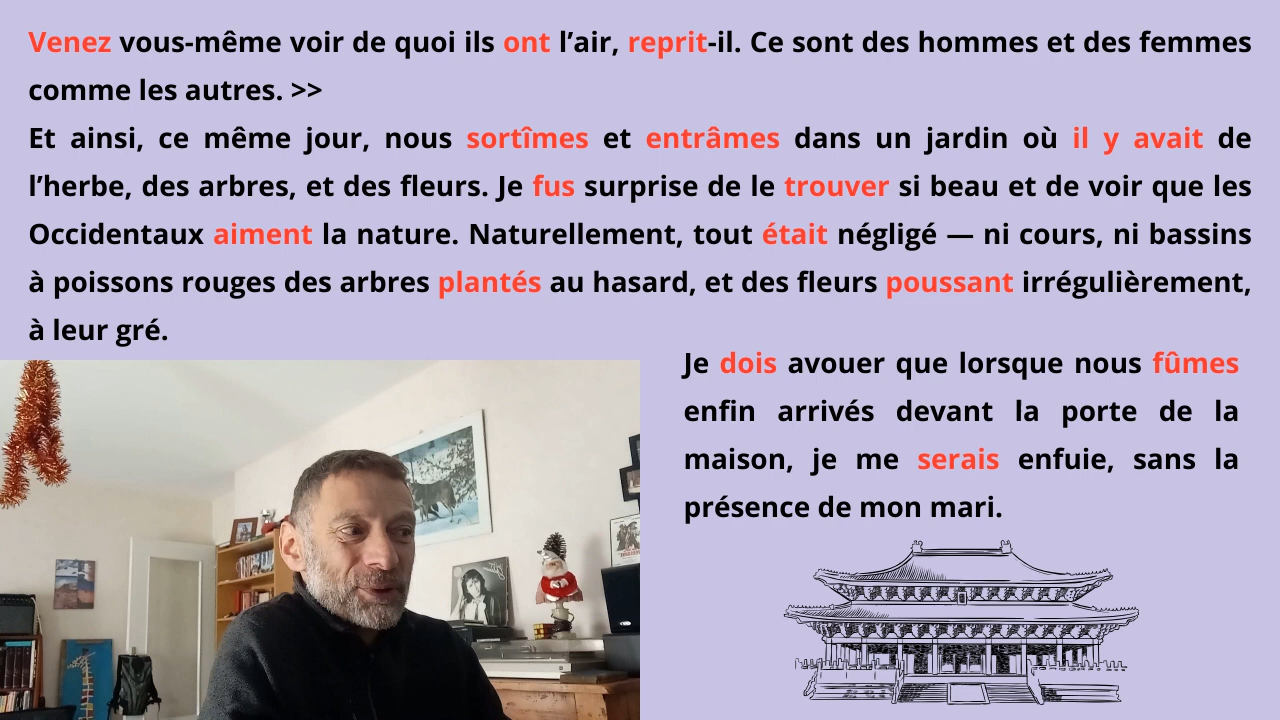 Venez vous-même voir de quoi ils ont l’air, reprit-il. Ce sont des hommes et des femmes
comme les autres. >>
Et ainsi, ce même jour, nous sortîmes et entrâmes dans un jardin où il y avait de
l’herbe, des arbres, et des fleurs. Je fus surprise de le trouver si beau et de voir que les
Occidentaux aiment la nature. Naturellement, tout était négligé — ni cours, ni bassins
à poissons rouges des arbres plantés au hasard, et des fleurs poussant irrégulièrement,
à leur gré.
Je dois avouer que lorsque nous fûmes
enfin arrivés devant la porte de la
maison, je me serais enfuie, sans la
présence de mon mari.